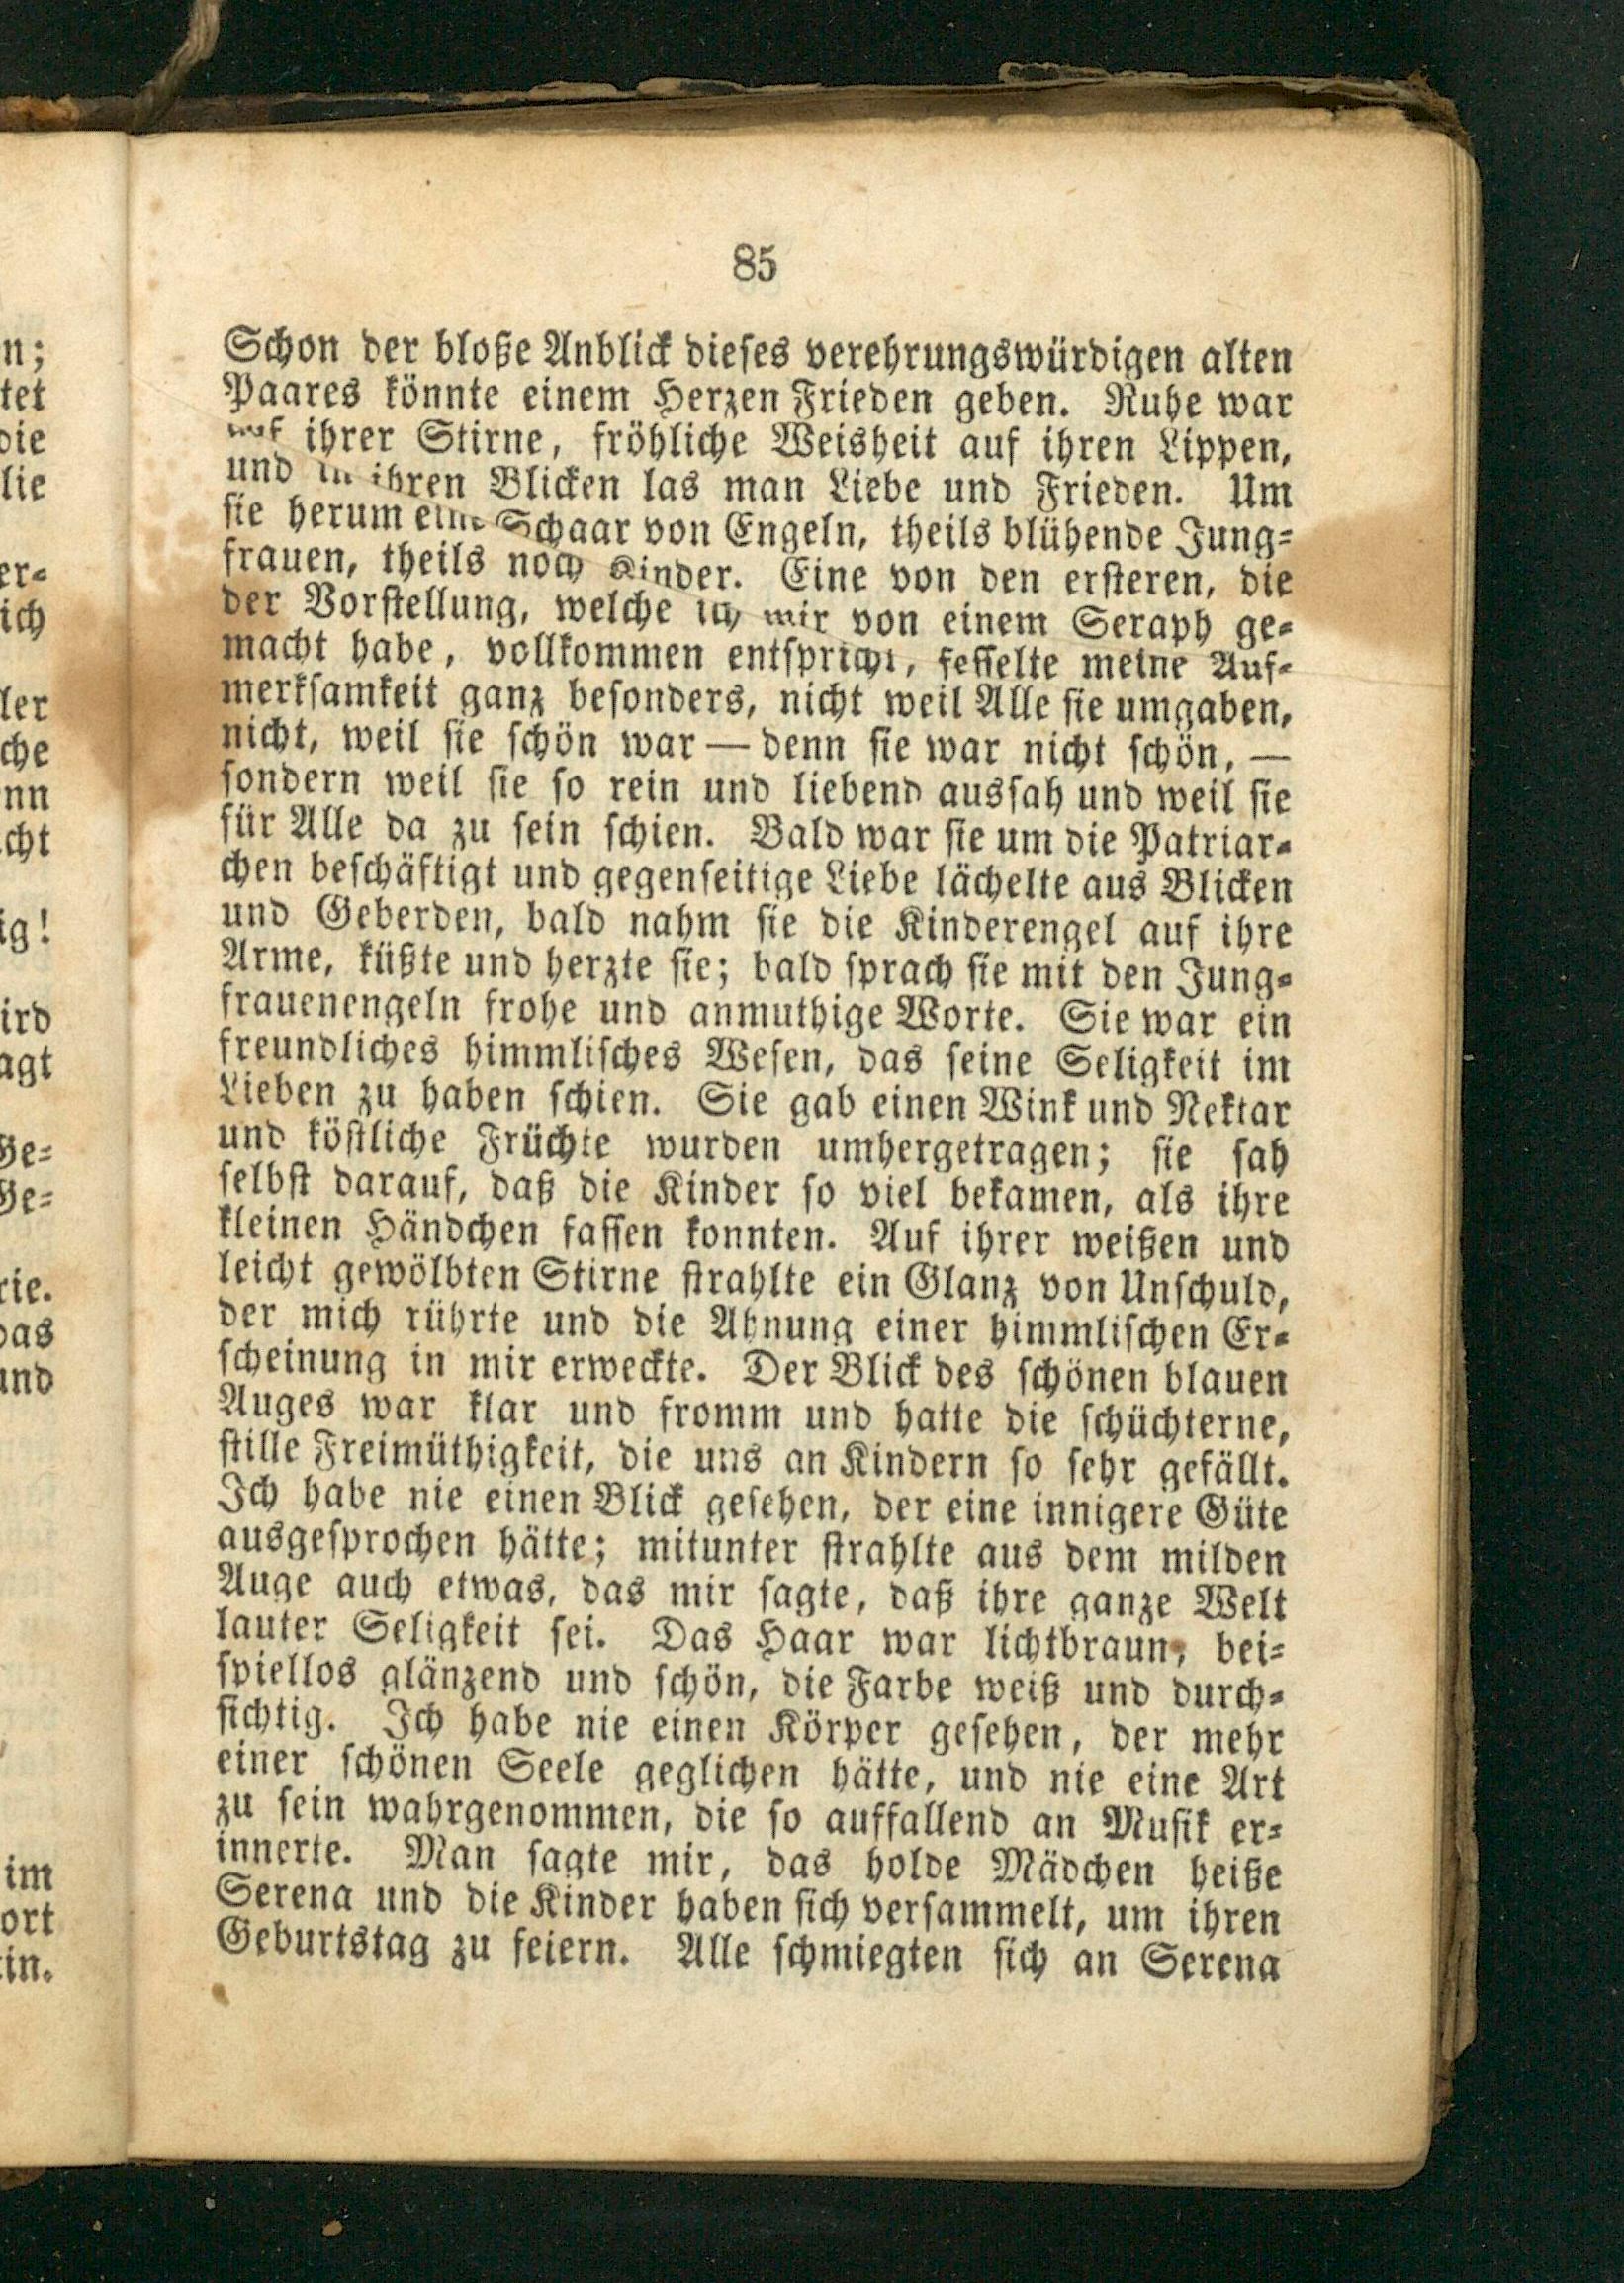 85
Schon der bloße Anblick dieses verehrungswürdigen alten
Paares könnte einem Herzen Frieden geben. Ruhe war
auf ihrer Stirne, fröhliche Weisheit auf ihren Lippen,
und in ihren Blicken las man Liebe und Frieden. Um
sie herum eine Schaar von Engeln, theils blühende Jung-
frauen, theils noch Kinder. Eine von den ersteren, die
der Vorstellung, welche ich mir von einem Seraph ge-
macht habe, vollkommen entspricht, fesselte meine Auf-
merksamkeit ganz besonders, nicht weil Alle sie umgaben,
nicht, weil sie schön war — denn sie war nicht schön, —
sondern weil sie so rein und liebend aussah und weil sie
für Alle da zu sein schien. Bald war sie um die Patriar-
chen beschäftigt und gegenseitige Liebe lächelte aus Blicken
und Geberden, bald nahm sie die Kinderengel auf ihre
Arme, küßte und herzte sie; bald sprach sie mit den Jung-
frauenengeln frohe und anmuthige Worte. Sie war ein
freundliches himmlisches Wesen, das seine Seligkeit im
Lieben zu haben schien. Sie gab einen Wink und Nektar
und köstliche Früchte wurden umhergetragen; sie sah
selbst darauf, daß die Kinder so viel bekamen, als ihre
kleinen Händchen fassen konnten. Auf ihrer weißen und
leicht gewölbten Stirne strahlte ein Glanz von Unschuld,
der mich rührte und die Ahnung einer himmlischen Er-
scheinung in mir erweckte. Der Blick des schönen blauen
Auges war klar und fromm und hatte die schüchterne,
stille Freimüthigkeit, die uns an Kindern so sehr gefällt.
Ich habe nie einen Blick gesehen, der eine innigere Güte
ausgesprochen hätte; mitunter strahlte aus dem milden
Auge auch etwas, das mir sagte, daß ihre ganze Welt
lauter Seligkeit sei. Das Haar war lichtbraun, bei-
spiellos glänzend und schön, die Farbe weiß und durch-
sichtig. Ich habe nie einen Körper gesehen, der mehr
einer schönen Seele geglichen hätte, und nie eine Art
zu sein wahrgenommen, die so auffallend an Musik er-
innerte. Man sagte mir, das holde Mädchen heiße
Serena und die Kinder haben sich versammelt, um ihren
Geburtstag zu feiern. Alle schmiegten sich an Serena